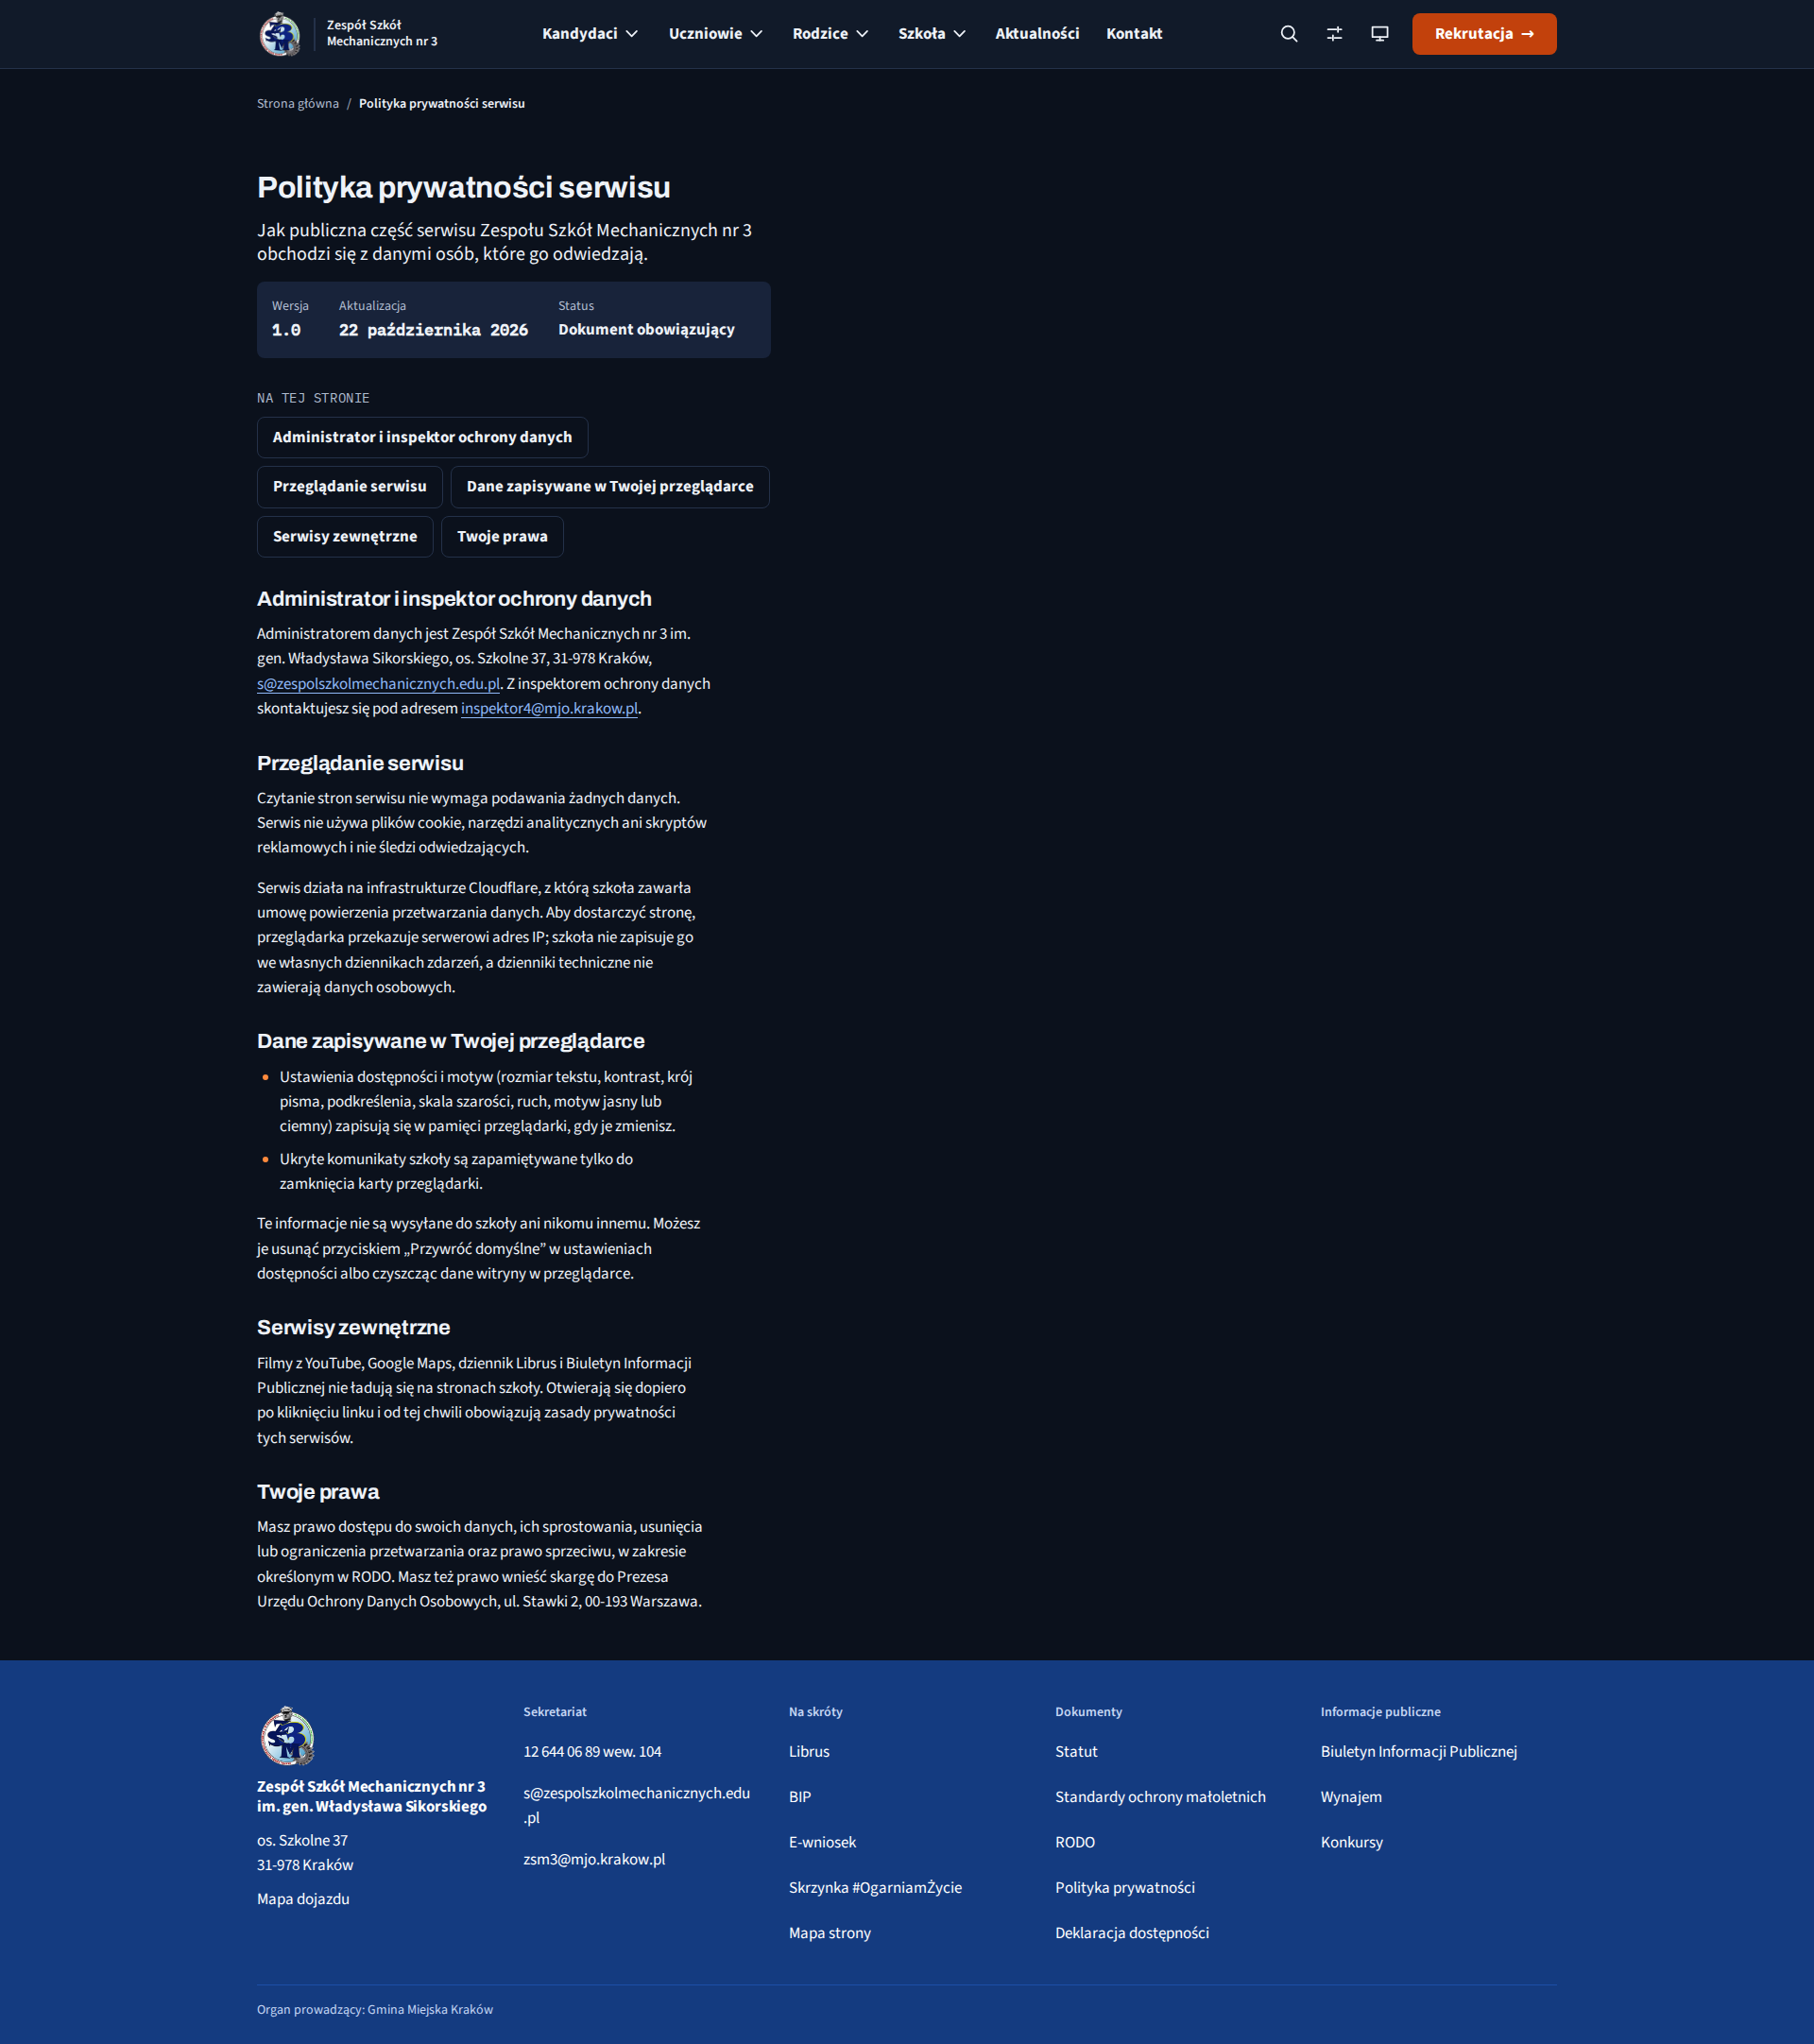 Zespół Szkół
Mechanicznych nr 3
Kandydaci
Uczniowie
Rodzice
Szkoła
Aktualności
Kontakt
Rekrutacja →
Strona główna / Polityka prywatności serwisu
Polityka prywatności serwisu
Jak publiczna część serwisu Zespołu Szkół Mechanicznych nr 3
obchodzi się z danymi osób, które go odwiedzają.
Wersja
1.0
Aktualizacja
22 października 2026
Status
Dokument obowiązujący
NA TEJ STRONIE
Administrator i inspektor ochrony danych
Przeglądanie serwisu
Dane zapisywane w Twojej przeglądarce
Serwisy zewnętrzne
Twoje prawa
Administrator i inspektor ochrony danych
Administratorem danych jest Zespół Szkół Mechanicznych nr 3 im.
gen. Władysława Sikorskiego, os. Szkolne 37, 31-978 Kraków,
s@zespolszkolmechanicznych.edu.pl. Z inspektorem ochrony danych
skontaktujesz się pod adresem inspektor4@mjo.krakow.pl.
Przeglądanie serwisu
Czytanie stron serwisu nie wymaga podawania żadnych danych.
Serwis nie używa plików cookie, narzędzi analitycznych ani skryptów
reklamowych i nie śledzi odwiedzających.
Serwis działa na infrastrukturze Cloudflare, z którą szkoła zawarła
umowę powierzenia przetwarzania danych. Aby dostarczyć stronę,
przeglądarka przekazuje serwerowi adres IP; szkoła nie zapisuje go
we własnych dziennikach zdarzeń, a dzienniki techniczne nie
zawierają danych osobowych.
Dane zapisywane w Twojej przeglądarce
• Ustawienia dostępności i motyw (rozmiar tekstu, kontrast, krój
pisma, podkreślenia, skala szarości, ruch, motyw jasny lub
ciemny) zapisują się w pamięci przeglądarki, gdy je zmienisz.
• Ukryte komunikaty szkoły są zapamiętywane tylko do
zamknięcia karty przeglądarki.
Te informacje nie są wysyłane do szkoły ani nikomu innemu. Możesz
je usunąć przyciskiem „Przywróć domyślne” w ustawieniach
dostępności albo czyszcząc dane witryny w przeglądarce.
Serwisy zewnętrzne
Filmy z YouTube, Google Maps, dziennik Librus i Biuletyn Informacji
Publicznej nie ładują się na stronach szkoły. Otwierają się dopiero
po kliknięciu linku i od tej chwili obowiązują zasady prywatności
tych serwisów.
Twoje prawa
Masz prawo dostępu do swoich danych, ich sprostowania, usunięcia
lub ograniczenia przetwarzania oraz prawo sprzeciwu, w zakresie
określonym w RODO. Masz też prawo wnieść skargę do Prezesa
Urzędu Ochrony Danych Osobowych, ul. Stawki 2, 00-193 Warszawa.
Zespół Szkół Mechanicznych nr 3
im. gen. Władysława Sikorskiego
os. Szkolne 37
31-978 Kraków
Mapa dojazdu
Sekretariat
12 644 06 89 wew. 104
s@zespolszkolmechanicznych.edu
.pl
zsm3@mjo.krakow.pl
Na skróty
Librus
BIP
E-wniosek
Skrzynka #OgarniamŻycie
Mapa strony
Dokumenty
Statut
Standardy ochrony małoletnich
RODO
Polityka prywatności
Deklaracja dostępności
Informacje publiczne
Biuletyn Informacji Publicznej
Wynajem
Konkursy
Organ prowadzący: Gmina Miejska Kraków